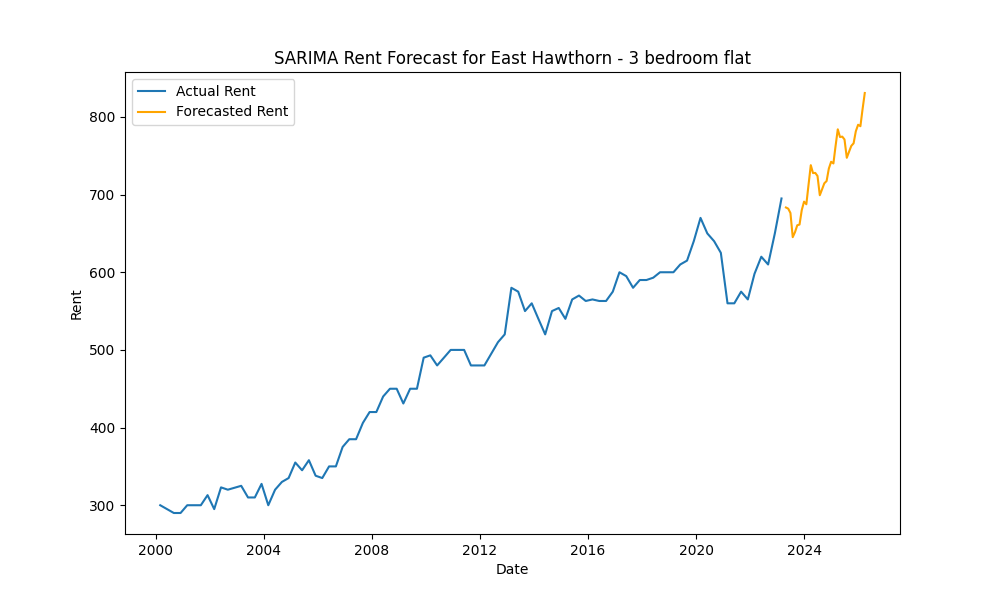 SARIMA Rent Forecast for East Hawthorn - 3 bedroom flat
Actual Rent
Forecasted Rent
800
700
600
500
400
300
Rent
2000 2004 2008 2012 2016 2020 2024
Date